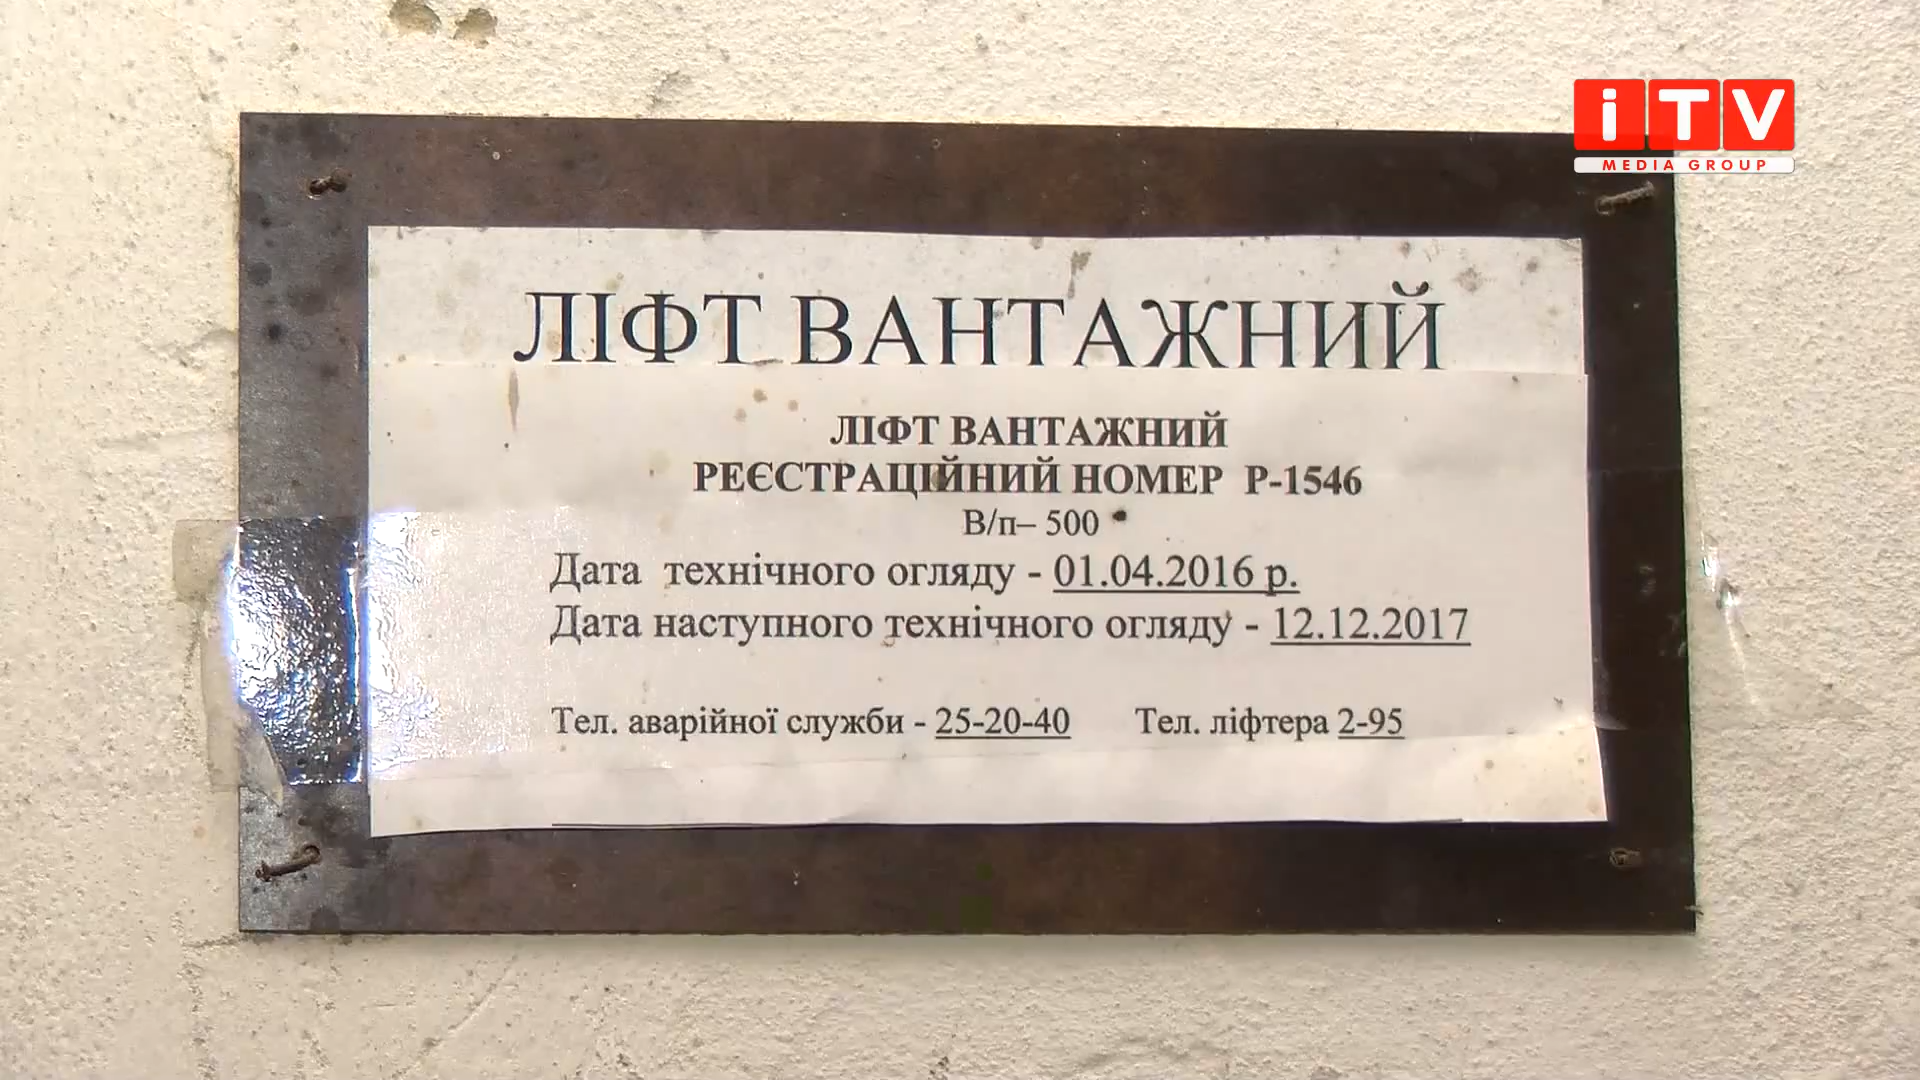 iTV
MEDIA GROUP
ЛІФТ ВАНТАЖНИЙ
ЛІФТ ВАНТАЖНИЙ
РЕЄСТРАЦІЙНИЙ НОМЕР Р-1546
В/п– 500
Дата технічного огляду - 01.04.2016 р.
Дата наступного технічного огляду - 12.12.2017
Тел. аварійної служби - 25-20-40 Тел. ліфтера 2-95